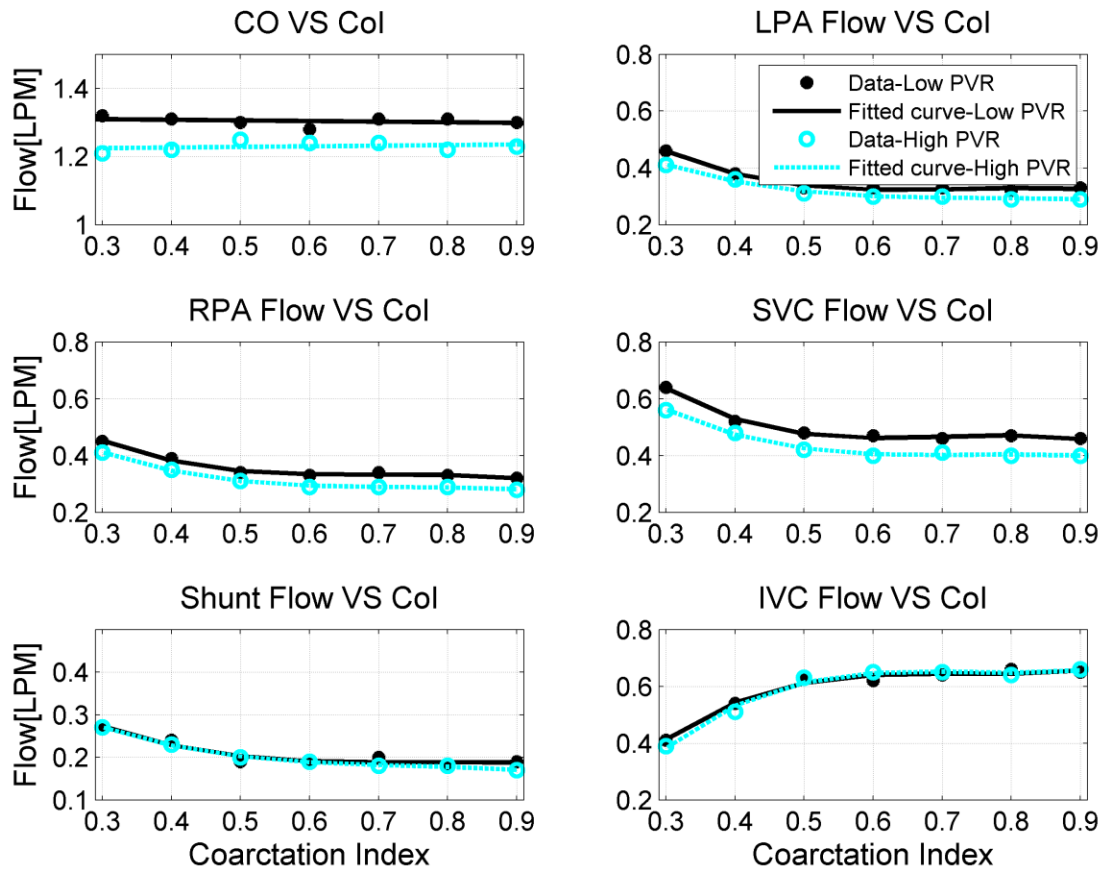 CO VS CoI
Flow[LPM]
1.4
1.2
1
0.3 0.4 0.5 0.6 0.7 0.8 0.9
LPA Flow VS CoI
0.8
0.6
0.4
0.2
Data-Low PVR
Fitted curve-Low PVR
Data-High PVR
Fitted curve-High PVR
0.3 0.4 0.5 0.6 0.7 0.8 0.9
RPA Flow VS CoI
Flow[LPM]
0.8
0.6
0.4
0.2
0.3 0.4 0.5 0.6 0.7 0.8 0.9
SVC Flow VS CoI
0.8
0.6
0.4
0.2
0.3 0.4 0.5 0.6 0.7 0.8 0.9
Shunt Flow VS CoI
Flow[LPM]
0.4
0.3
0.2
0.1
0.3 0.4 0.5 0.6 0.7 0.8 0.9
Coarctation Index
IVC Flow VS CoI
0.8
0.6
0.4
0.2
0.3 0.4 0.5 0.6 0.7 0.8 0.9
Coarctation Index